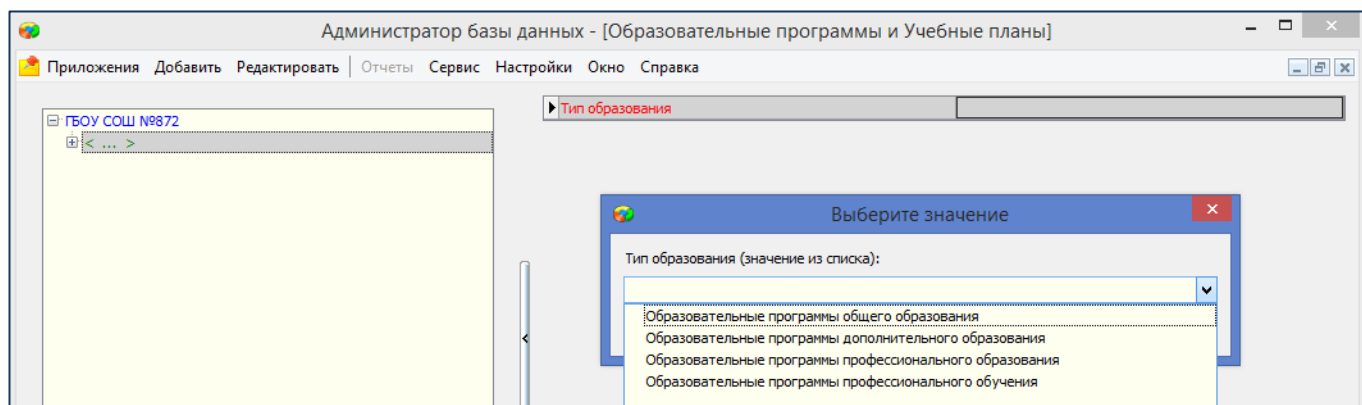 Администратор базы данных - [Образовательные программы и Учебные планы]
Приложения Добавить Редактировать Отчеты Сервис Настройки Окно Справка
Тип образования
ГБОУ СОШ №872
< ... >
Выберите значение
Тип образования (значение из списка):
Образовательные программы общего образования
Образовательные программы дополнительного образования
Образовательные программы профессионального образования
Образовательные программы профессионального обучения